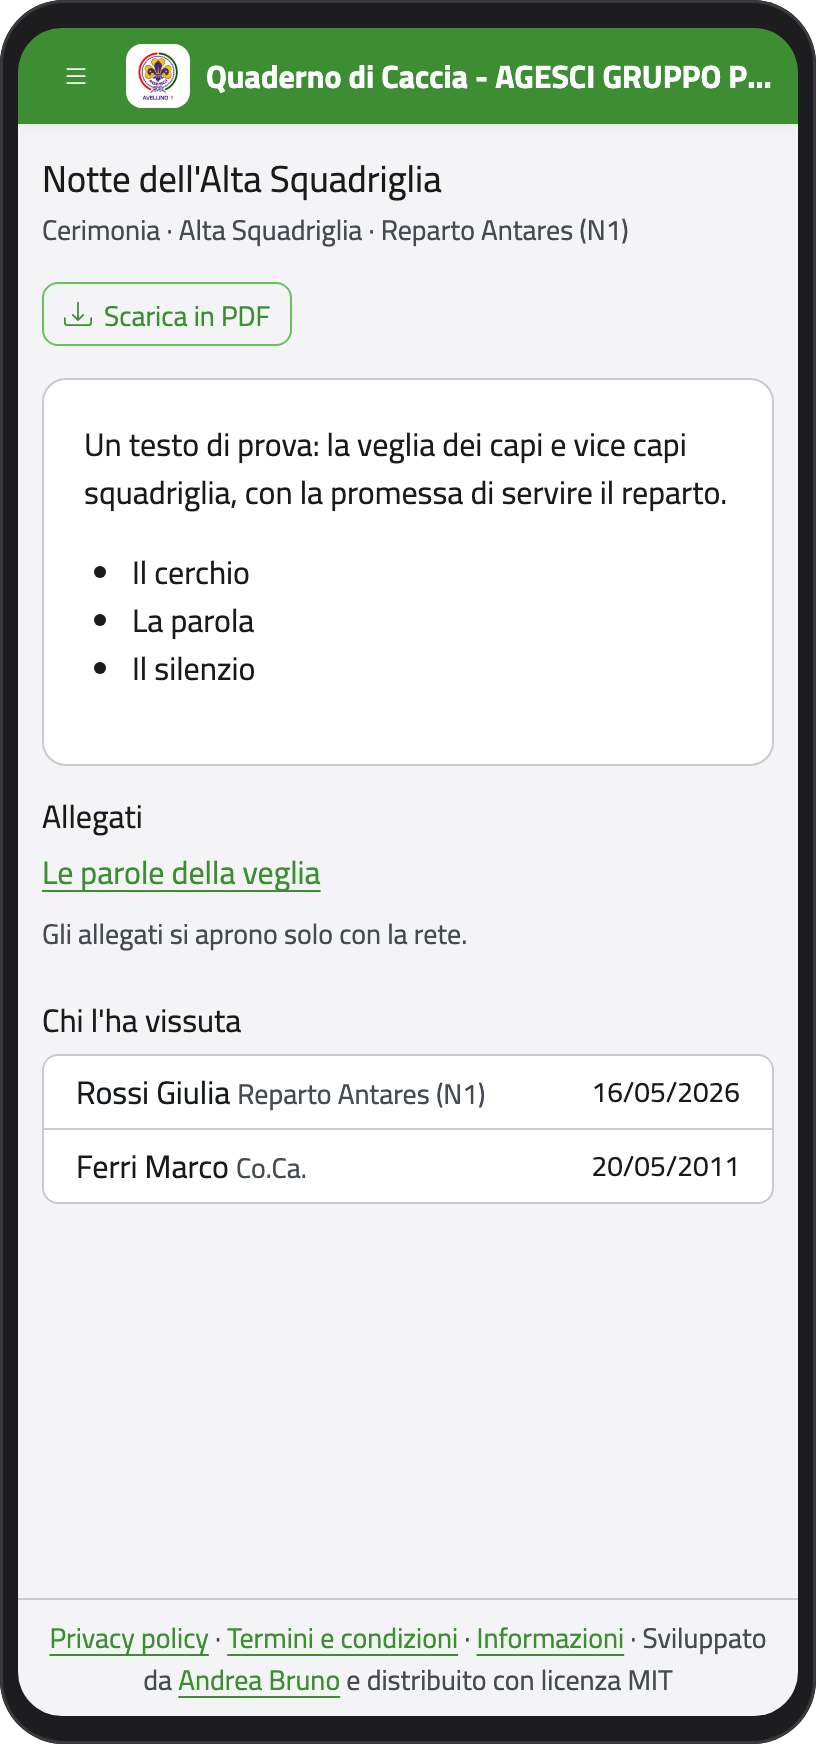 AVELLINO 1
Quaderno di Caccia - AGESCI GRUPPO P...
Notte dell'Alta Squadriglia
Cerimonia · Alta Squadriglia · Reparto Antares (N1)
Scarica in PDF
Un testo di prova: la veglia dei capi e vice capi
squadriglia, con la promessa di servire il reparto.
• Il cerchio
• La parola
• Il silenzio
Allegati
Le parole della veglia
Gli allegati si aprono solo con la rete.
Chi l'ha vissuta
Rossi Giulia Reparto Antares (N1) 16/05/2026
Ferri Marco Co.Ca. 20/05/2011
Privacy policy · Termini e condizioni · Informazioni · Sviluppato
da Andrea Bruno e distribuito con licenza MIT